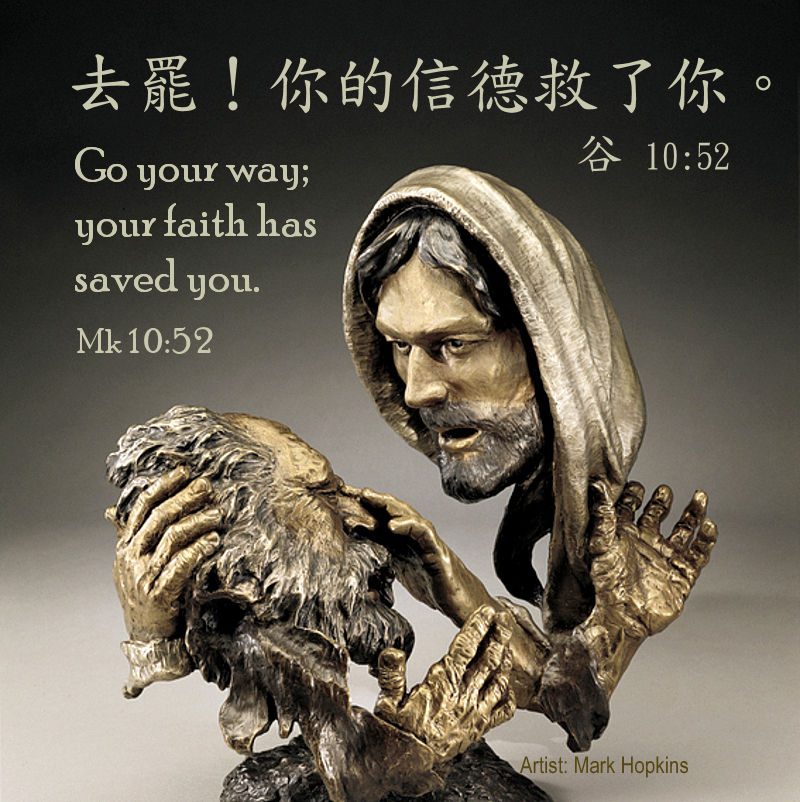 去罷！你的信德救了你。
谷 10:52
Go your way;
your faith has
saved you.
Mk 10:52
Artist: Mark Hopkins